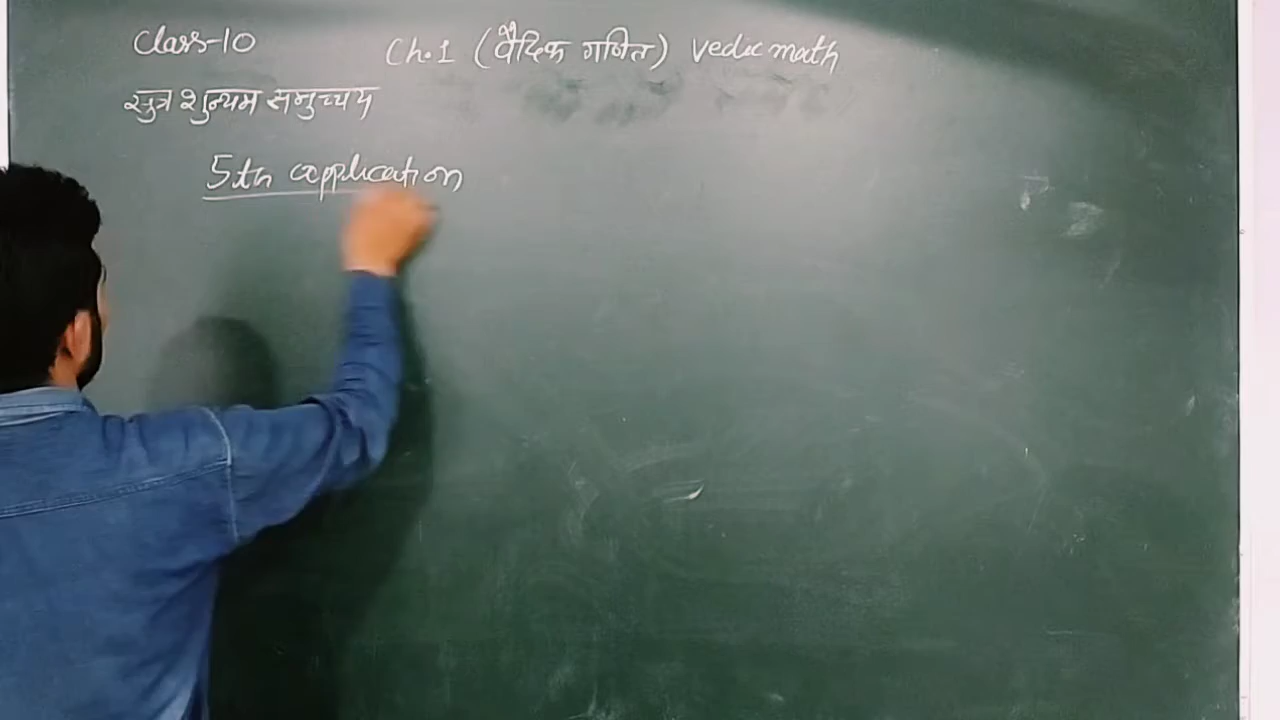 Class-10 Ch.1 (वैदिक गणित) vedic math
सुत्र शुन्यम समुच्चय
5th application